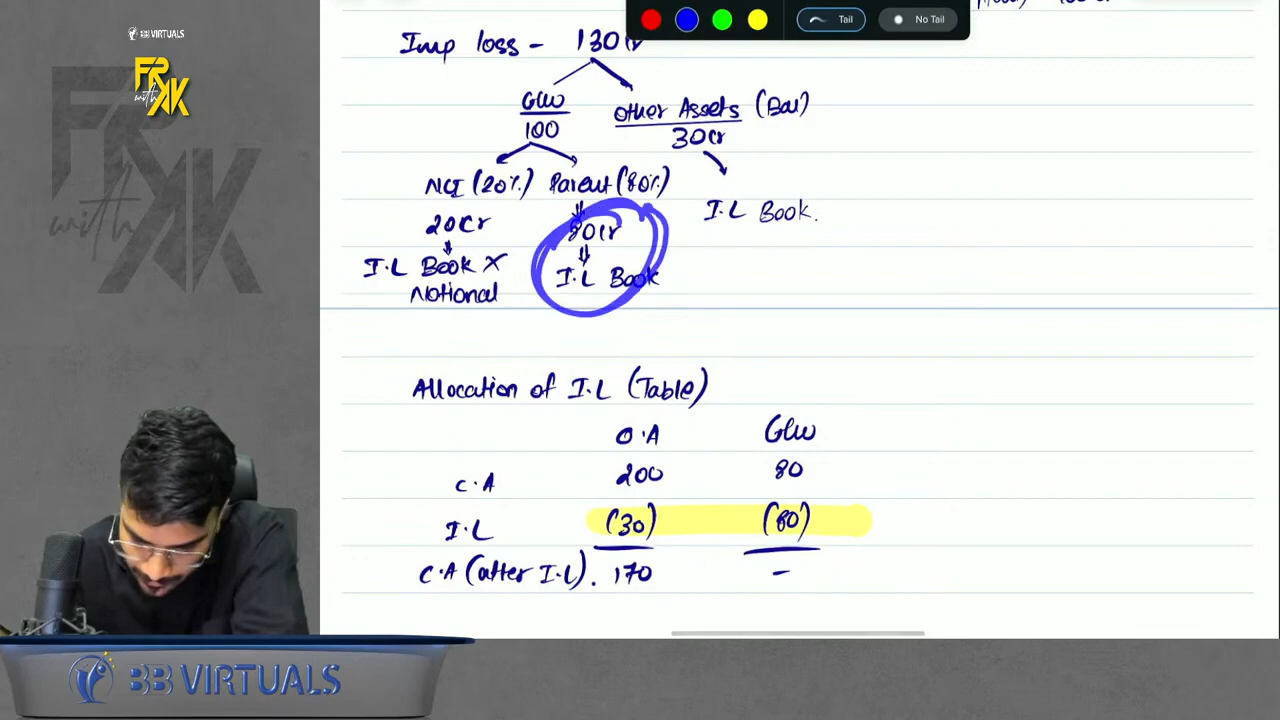 BB VIRTUALS
FR
with
AK
Tail
No Tail
Imp loss - 130 Cr
GW
100
Other Assets (Bal)
30Cr
NCI (20%) Parent (80%)
20Cr
80Cr
I.L Book.
I.L Book X
Notional
I.L Book
Allocation of I.L (Table)
O.A GW
C.A 200 80
I.L (30) (80)
C.A (after I.L). 170 -
BB VIRTUALS